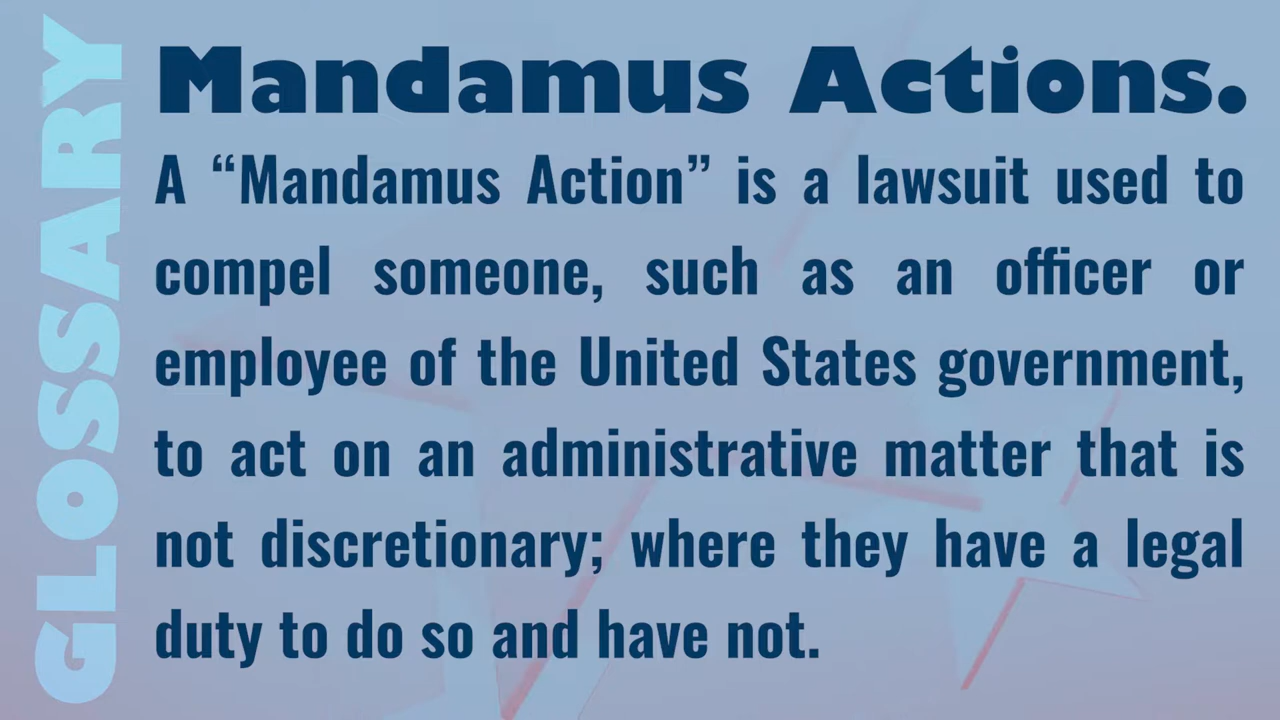 GLOSSARY
Mandamus Actions.
A “Mandamus Action” is a lawsuit used to
compel someone, such as an officer or
employee of the United States government,
to act on an administrative matter that is
not discretionary; where they have a legal
duty to do so and have not.